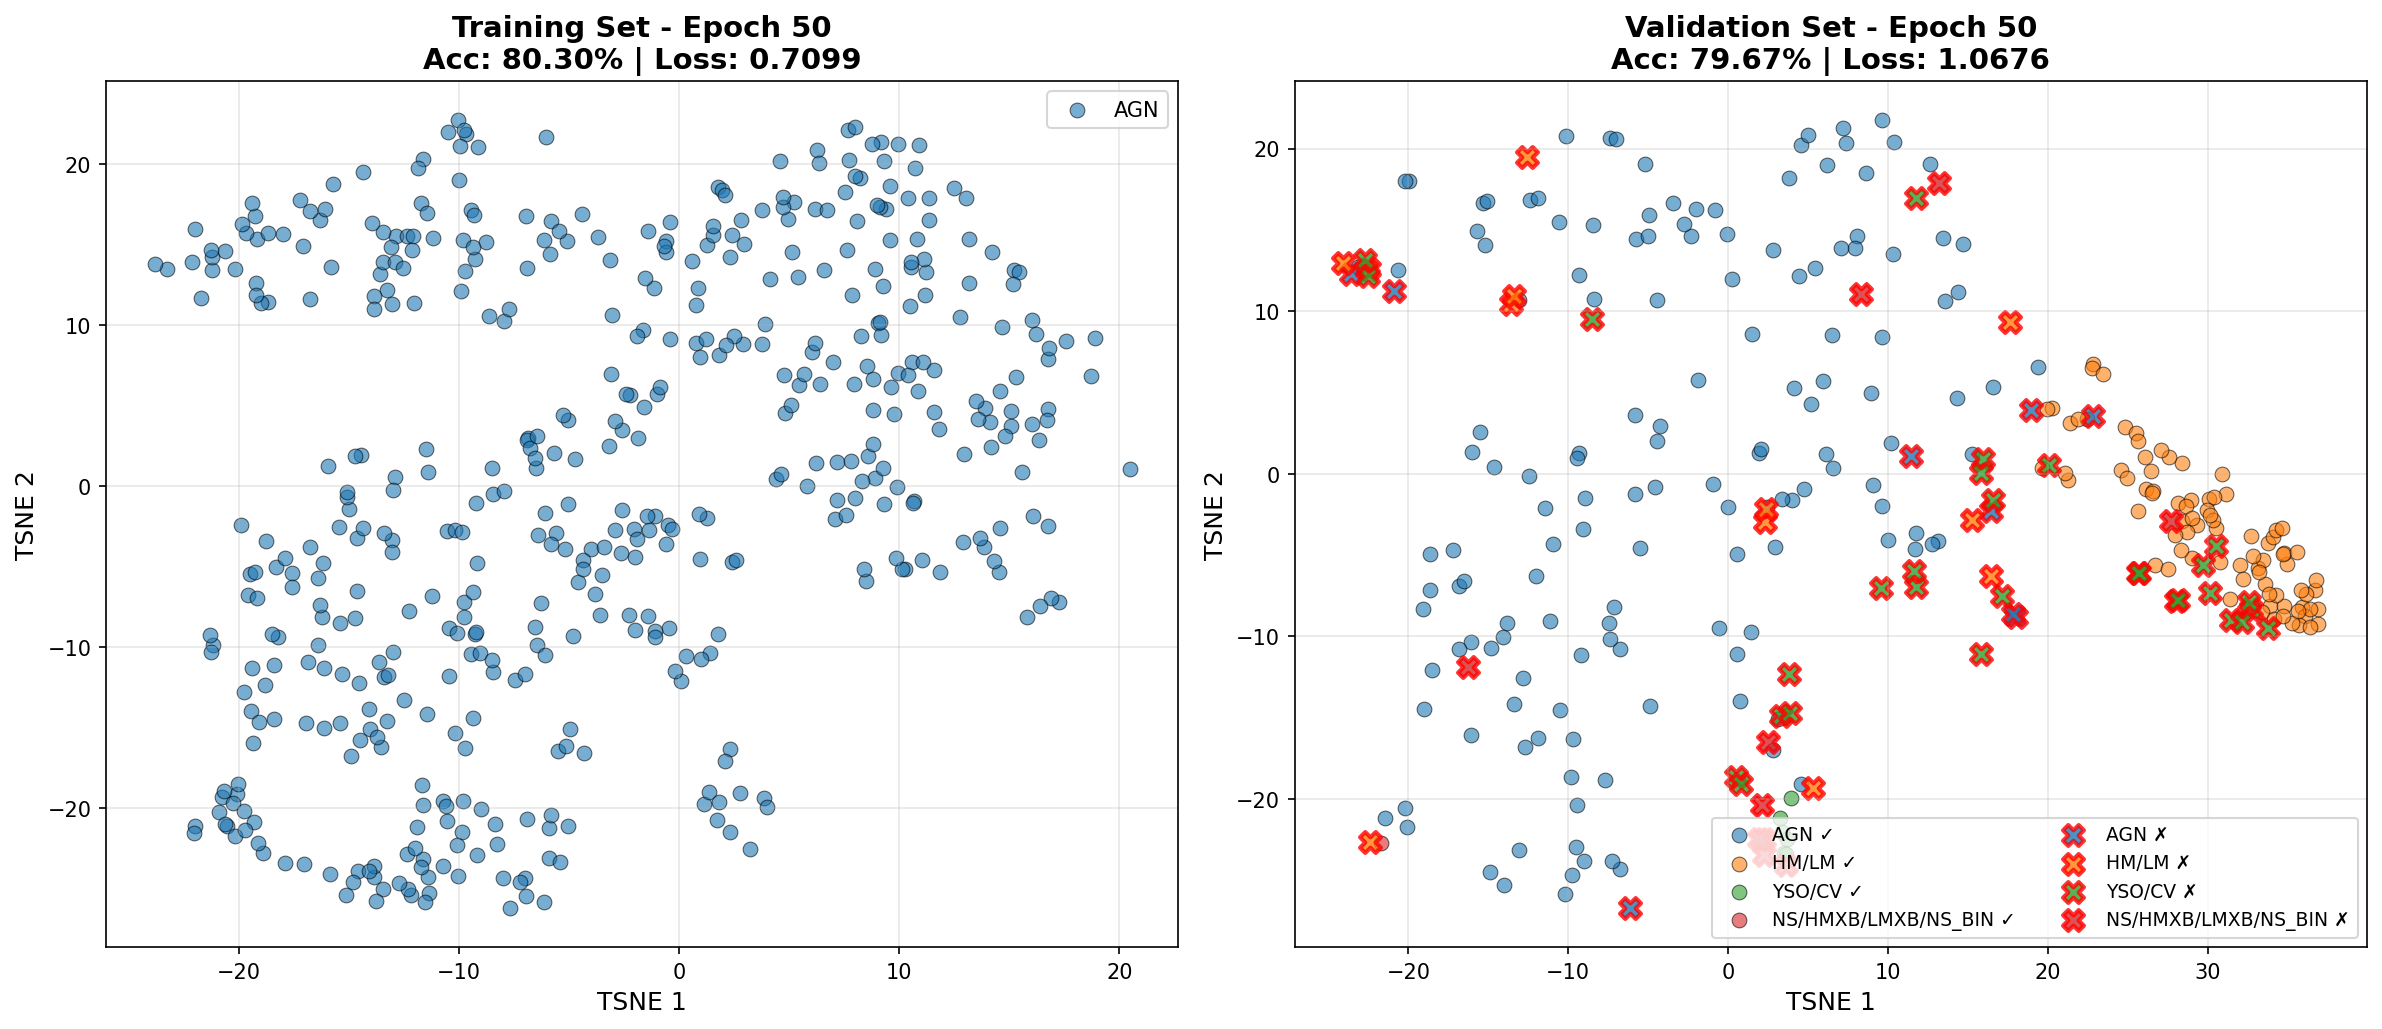 Training Set - Epoch 50
Acc: 80.30% | Loss: 0.7099
AGN
20
10
0
−10
−20
TSNE 2
−20
−10
0
10
20
TSNE 1
Validation Set - Epoch 50
Acc: 79.67% | Loss: 1.0676
20
10
0
−10
−20
TSNE 2
AGN ✓
HM/LM ✓
YSO/CV ✓
NS/HMXB/LMXB/NS_BIN ✓
AGN ✗
HM/LM ✗
YSO/CV ✗
NS/HMXB/LMXB/NS_BIN ✗
−20
−10
0
10
20
30
TSNE 1